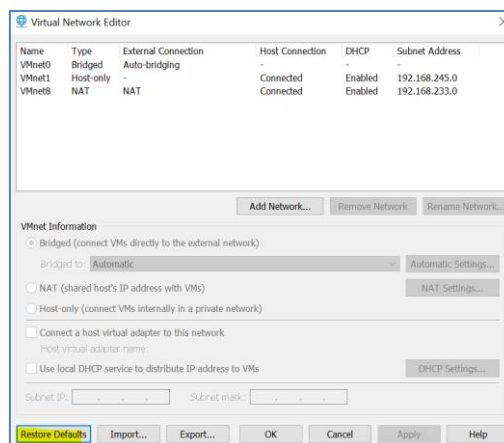 Virtual Network Editor
Name Type External Connection Host Connection DHCP Subnet Address
VMnet0 Bridged Auto-bridging - - -
VMnet1 Host-only - Connected Enabled 192.168.245.0
VMnet8 NAT NAT Connected Enabled 192.168.233.0
Add Network... Remove Network Rename Network...
VMnet Information
Bridged (connect VMs directly to the external network)
Bridged to: Automatic Automatic Settings...
NAT (shared host's IP address with VMs) NAT Settings...
Host-only (connect VMs internally in a private network)
Connect a host virtual adapter to this network
Host virtual adapter name:
Use local DHCP service to distribute IP address to VMs DHCP Settings...
Subnet IP: . . . Subnet mask: . . .
Restore Defaults Import... Export... OK Cancel Apply Help